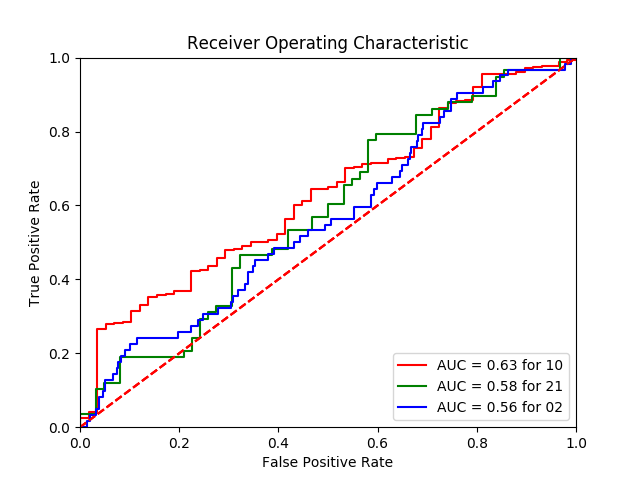 Receiver Operating Characteristic
1.0
0.8
0.6
0.4
0.2
0.0
True Positive Rate
AUC = 0.63 for 10
AUC = 0.58 for 21
AUC = 0.56 for 02
0.0 0.2 0.4 0.6 0.8 1.0
False Positive Rate